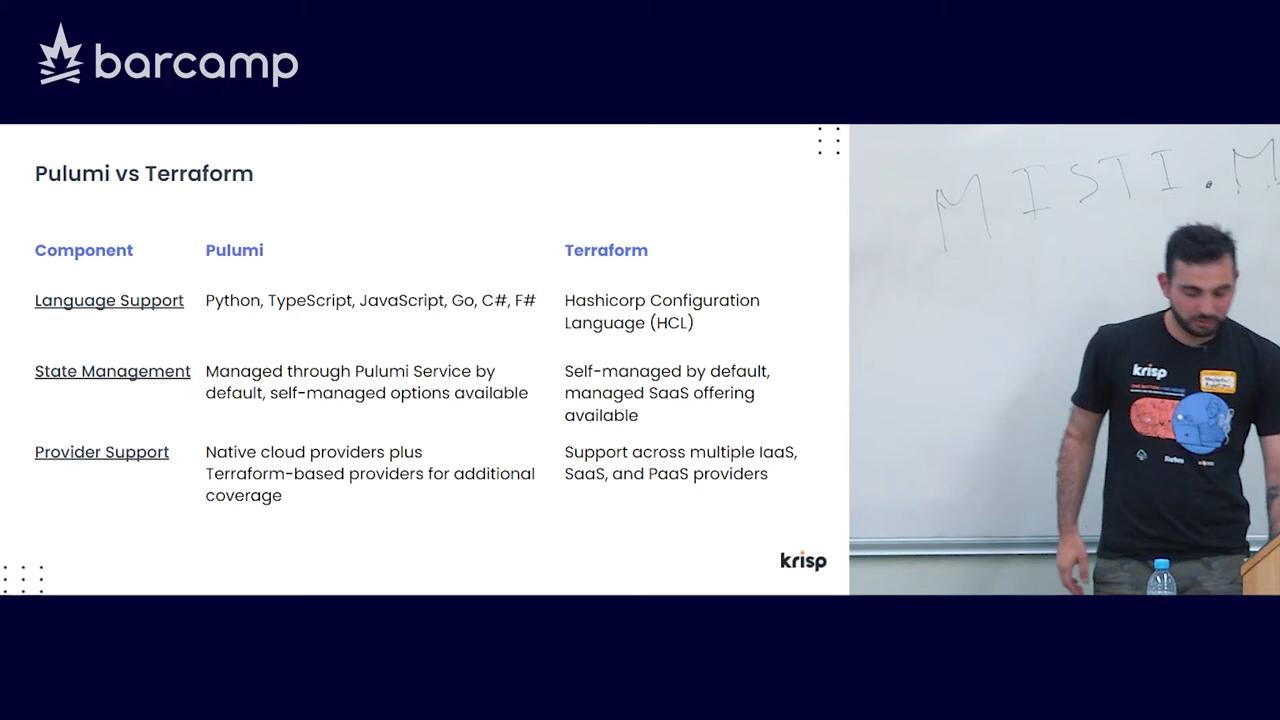 barcamp
Pulumi vs Terraform
Component Pulumi Terraform
Language Support Python, TypeScript, JavaScript, Go, C#, F# Hashicorp Configuration
Language (HCL)
State Management Managed through Pulumi Service by Self-managed by default,
default, self-managed options available managed SaaS offering
available
Provider Support Native cloud providers plus Support across multiple IaaS,
Terraform-based providers for additional SaaS, and PaaS providers
coverage
krisp
MISTI.M
krisp
Forbes